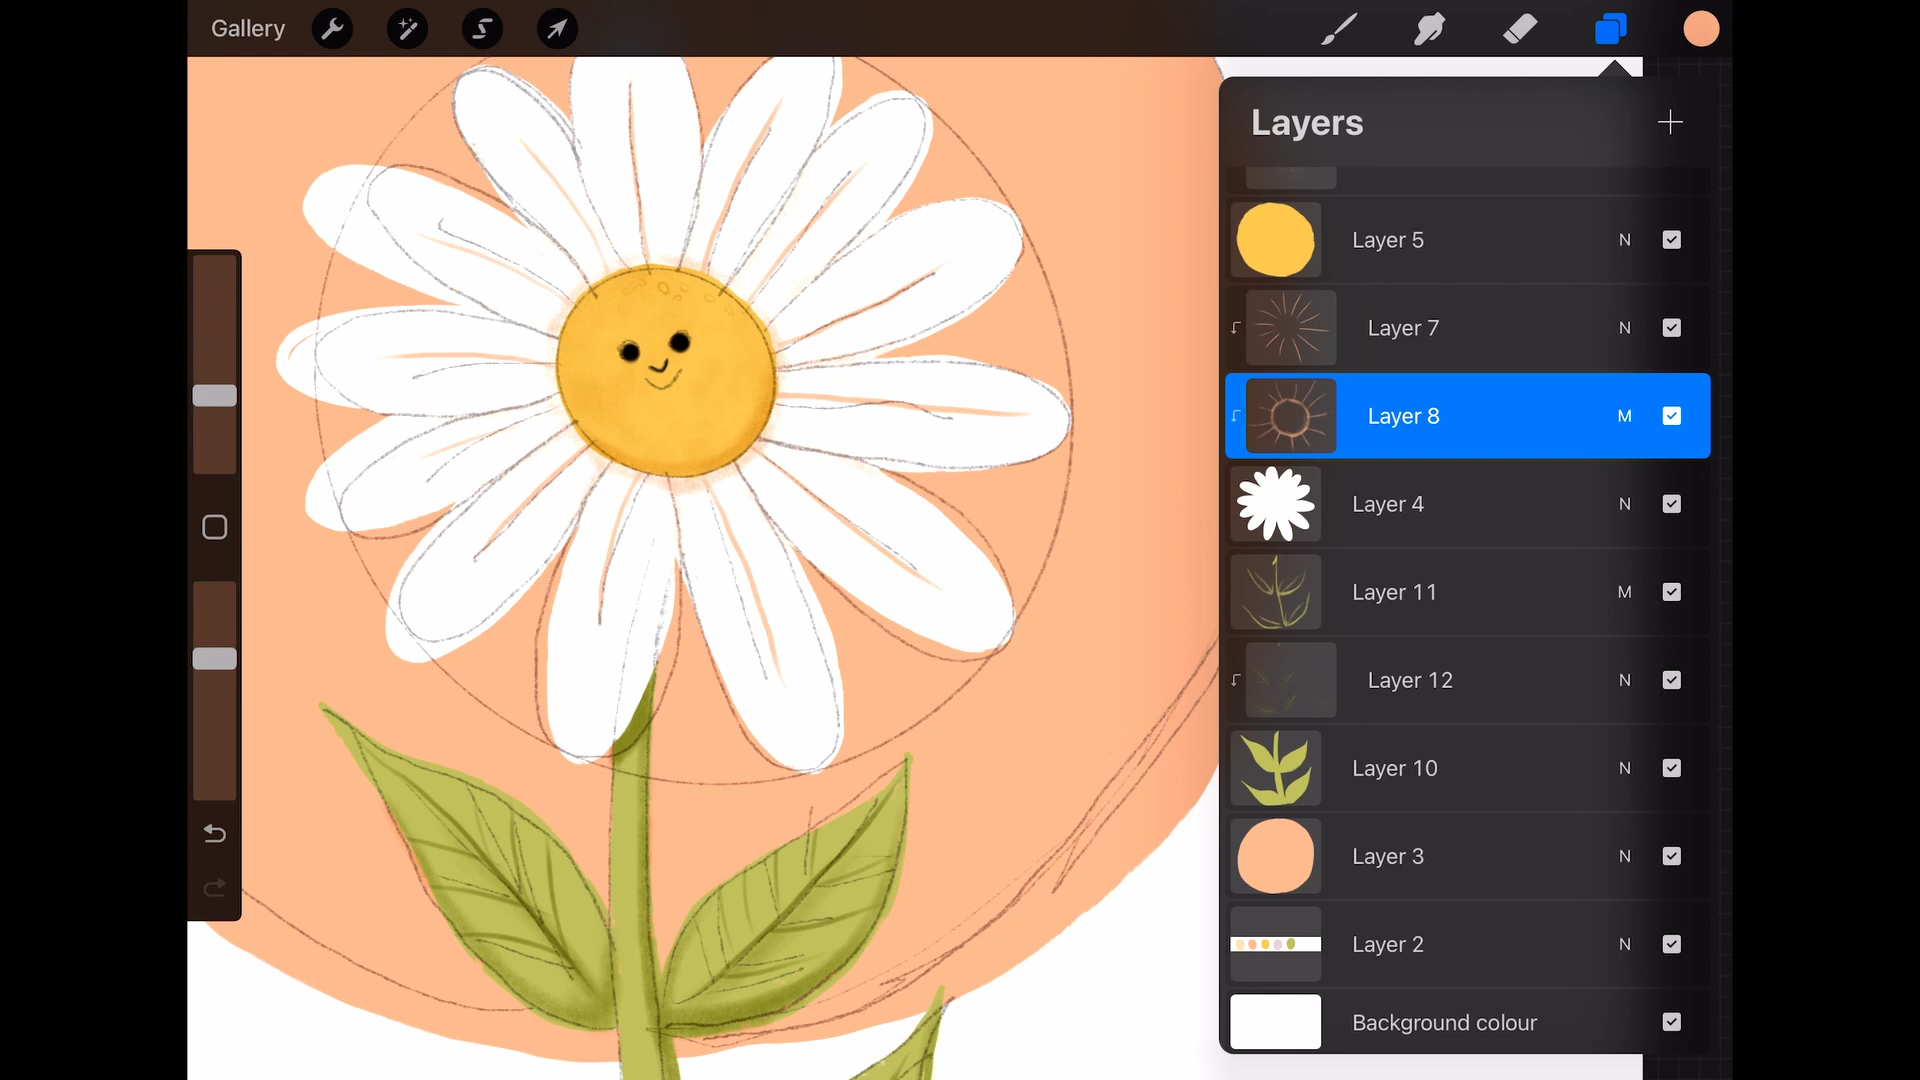 Gallery
Layers
Layer 5 N
Layer 7 N
Layer 8 M
Layer 4 N
Layer 11 M
Layer 12 N
Layer 10 N
Layer 3 N
Layer 2 N
Background colour